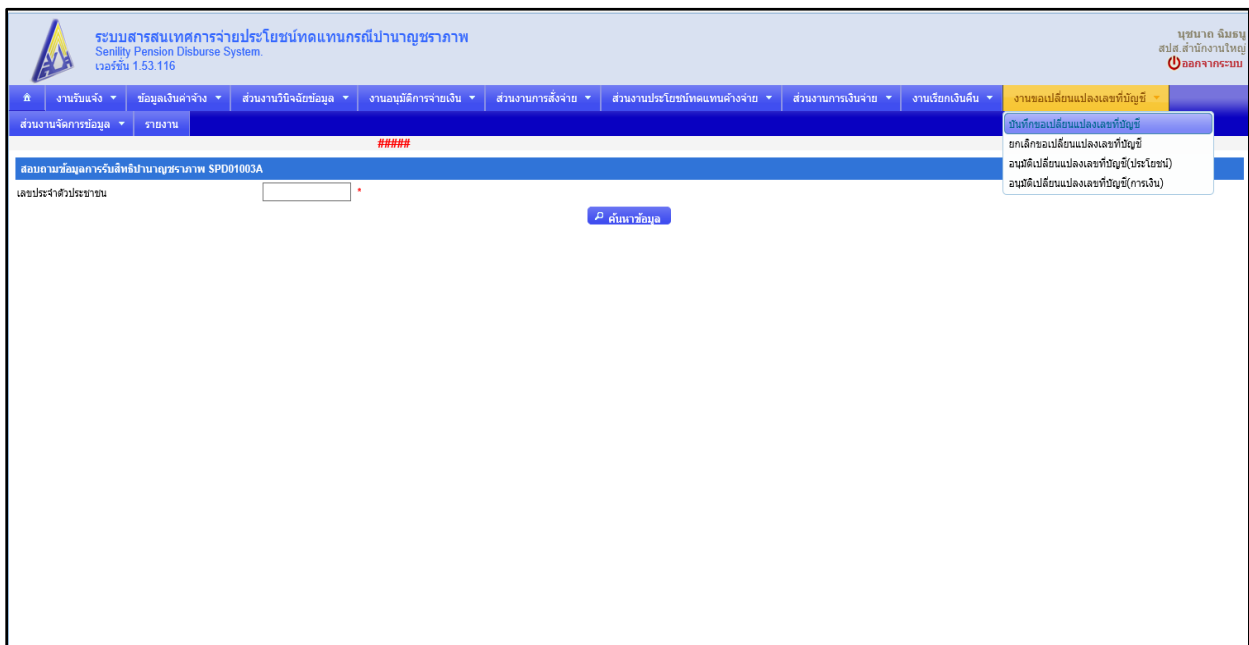 ระบบสารสนเทศการจ่ายประโยชน์ทดแทนกรณีบำนาญชราภาพ
Senility Pension Disburse System.
เวอร์ชั่น 1.53.116
นุชนาถ ฉิมธนู
สปส.สำนักงานใหญ่
ออกจากระบบ
งานรับแจ้ง
ข้อมูลเงินค่าจ้าง
ส่วนงานวินิจฉัยข้อมูล
งานอนุมัติการจ่ายเงิน
ส่วนงานการสั่งจ่าย
ส่วนงานประโยชน์ทดแทนค้างจ่าย
ส่วนงานการเงินจ่าย
งานเรียกเงินคืน
งานขอเปลี่ยนแปลงเลขที่บัญชี
ส่วนงานจัดการข้อมูล
รายงาน
บันทึกขอเปลี่ยนแปลงเลขที่บัญชี
ยกเลิกขอเปลี่ยนแปลงเลขที่บัญชี
อนุมัติเปลี่ยนแปลงเลขที่บัญชี(ประโยชน์)
อนุมัติเปลี่ยนแปลงเลขที่บัญชี(การเงิน)
#####
สอบถามข้อมูลการรับสิทธิบำนาญชราภาพ SPD01003A
เลขประจำตัวประชาชน *
ค้นหาข้อมูล